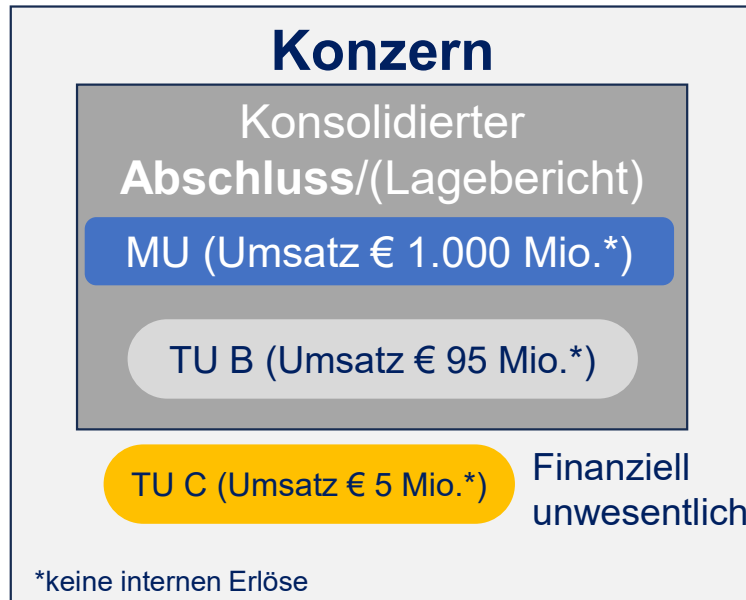 Konzern
Konsolidierter
Abschluss/(Lagebericht)
MU (Umsatz € 1.000 Mio.*)
TU B (Umsatz € 95 Mio.*)
TU C (Umsatz € 5 Mio.*)
Finanziell
unwesentlich
*keine internen Erlöse